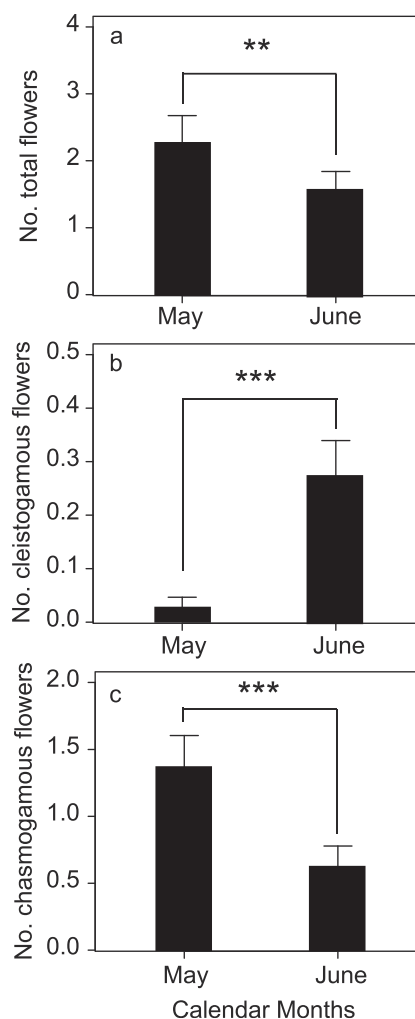 a
**
4
3
2
1
0
No. total flowers
May June
b
***
0.5
0.4
0.3
0.2
0.1
0.0
No. cleistogamous flowers
May June
c
***
2.0
1.5
1.0
0.5
0.0
No. chasmogamous flowers
May June
Calendar Months